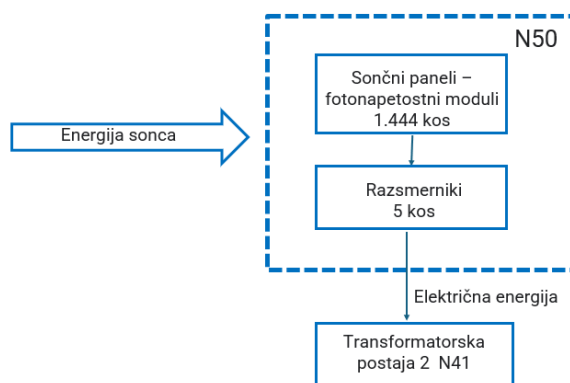 N50
Sončni paneli –
fotonapetostni moduli
1.444 kos
Energija sonca
Razsmerniki
5 kos
Električna energija
Transformatorska
postaja 2 N41